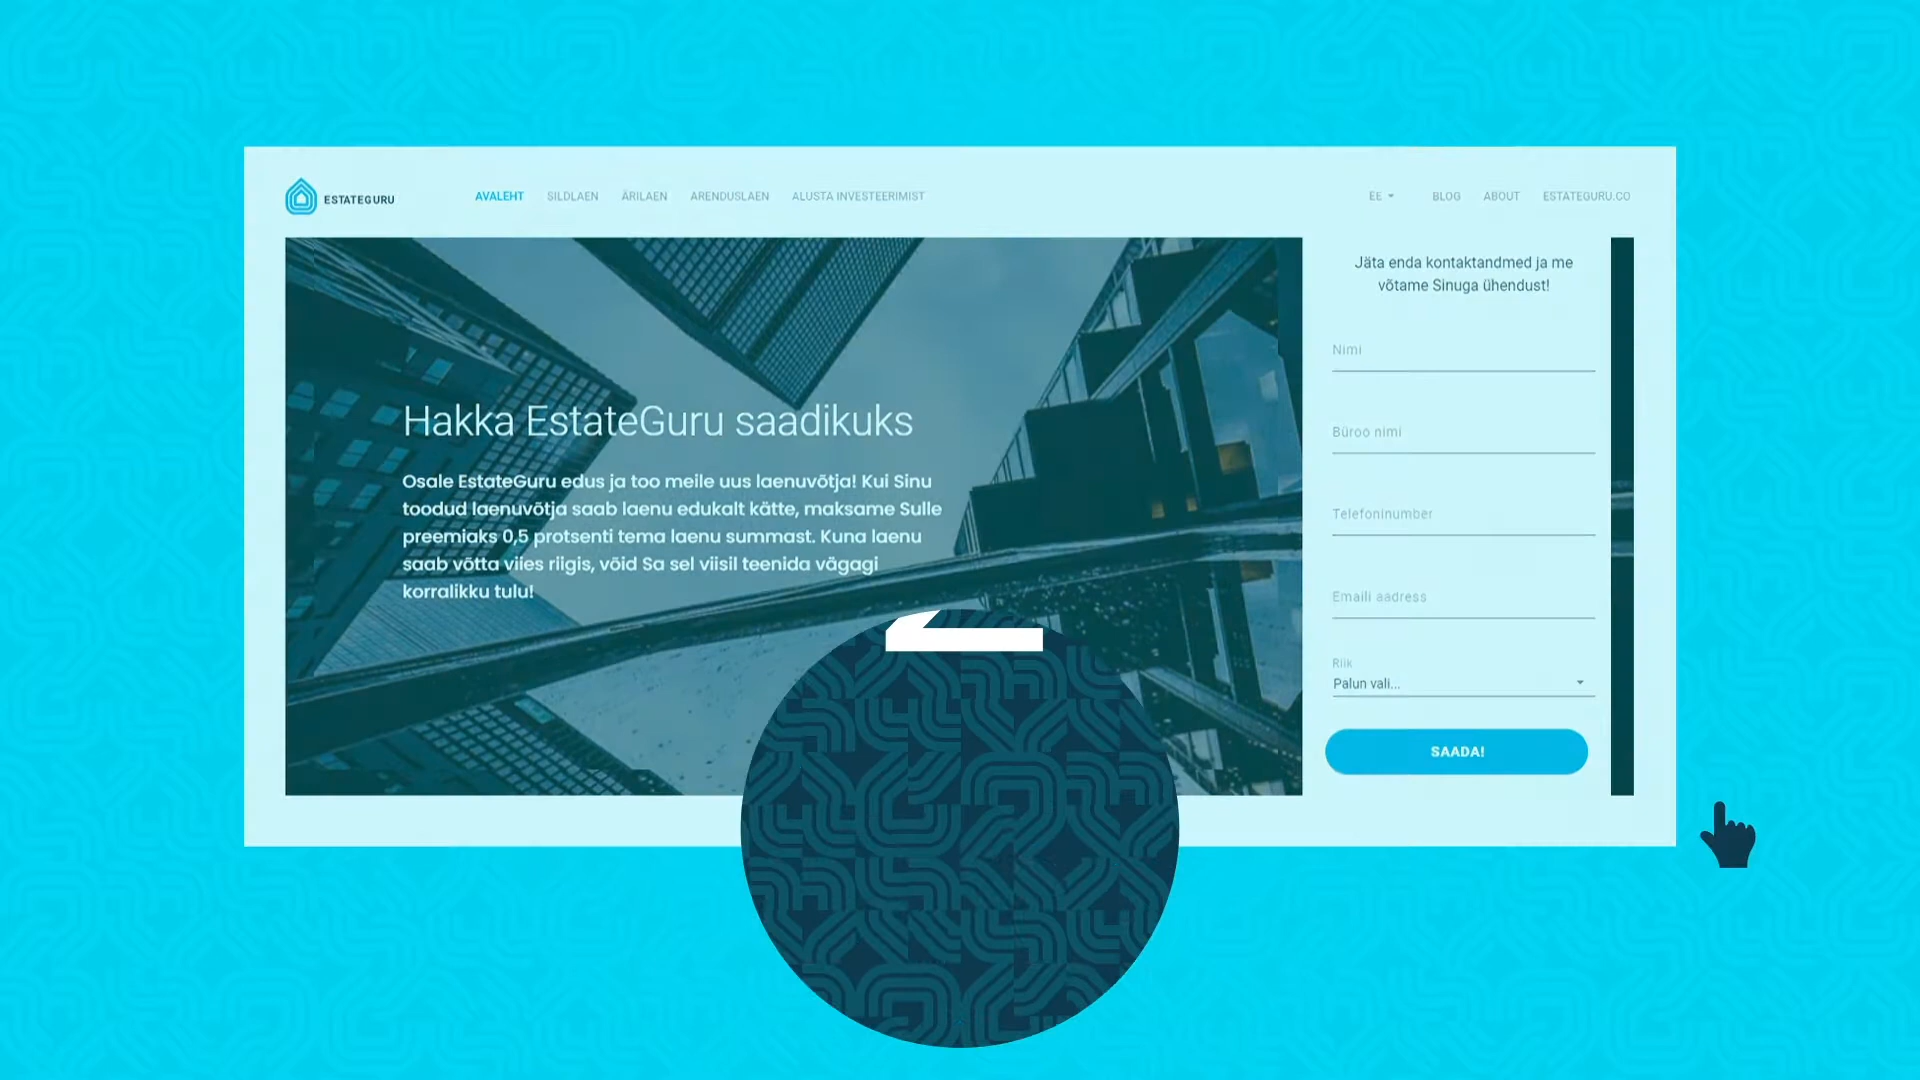 ESTATEGURU
AVALEHT SILDLAEN ÄRILAEN ARENDUSLAEN ALUSTA INVESTEERIMIST
EE BLOG ABOUT ESTATEGURU.CO
Hakka EstateGuru saadikuks
Osale EstateGuru edus ja too meile uus laenuvõtja! Kui Sinu
toodud laenuvõtja saab laenu edukalt kätte, maksame Sulle
preemiaks 0,5 protsenti tema laenu summast. Kuna laenu
saab võtta viies riigis, võid Sa sel viisil teenida vägagi
korralikku tulu!
Jäta enda kontaktandmed ja me
võtame Sinuga ühendust!
Nimi
Büroo nimi
Telefoninumber
Emaili aadress
Riik
Palun vali...
SAADA!